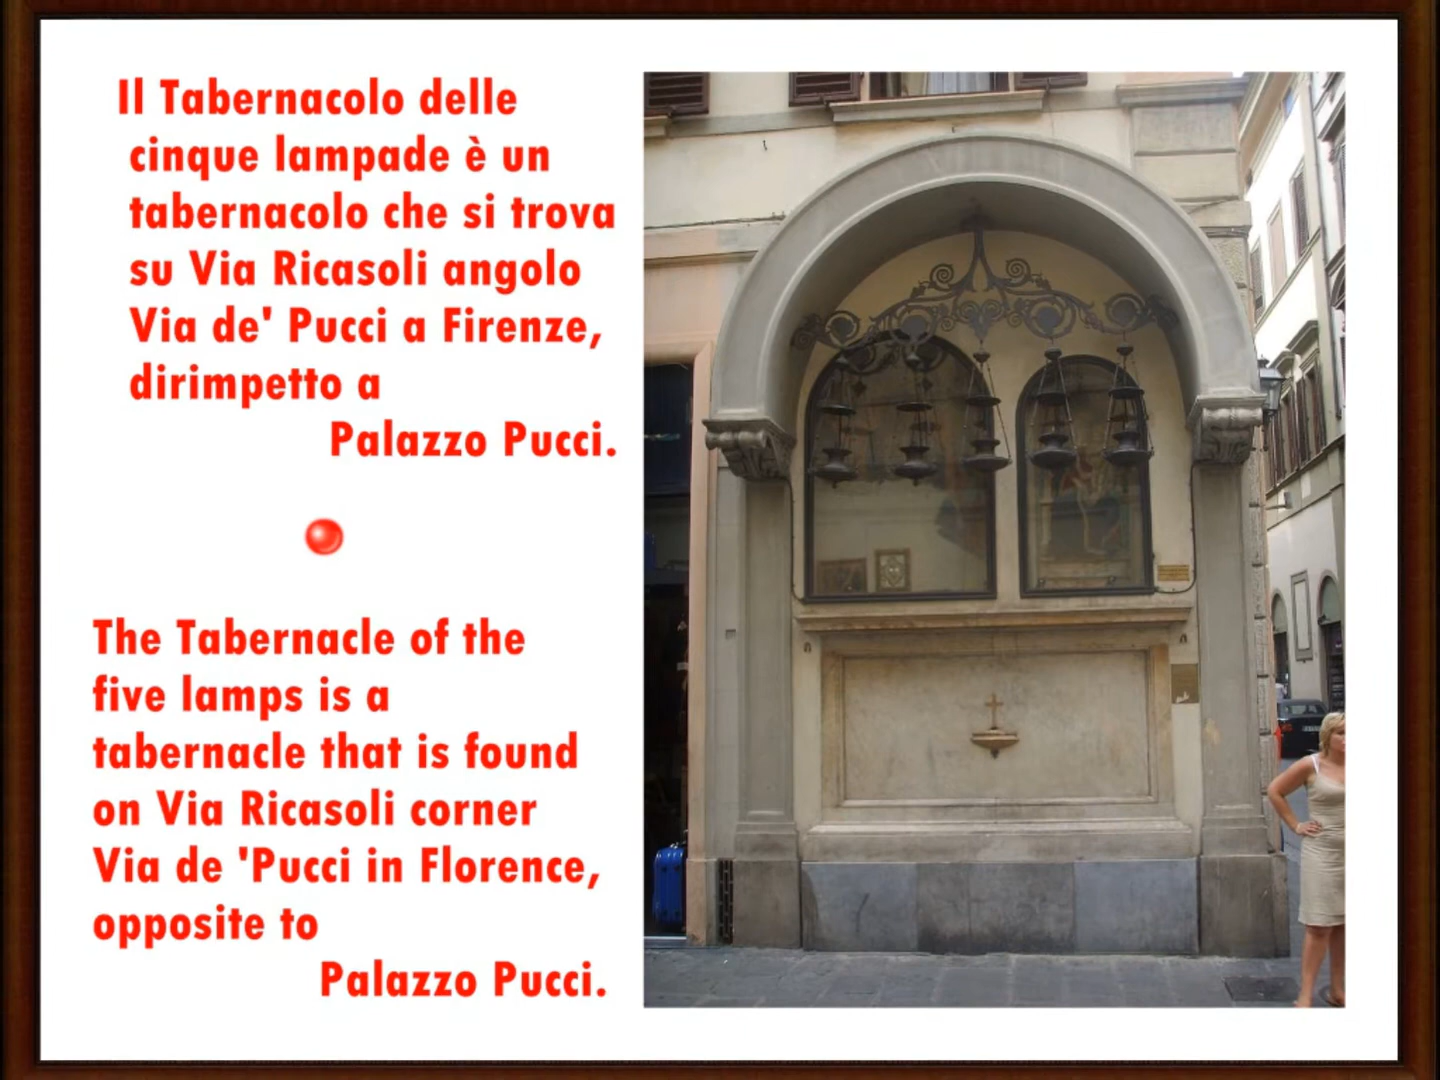 Il Tabernacolo delle
cinque lampade è un
tabernacolo che si trova
su Via Ricasoli angolo
Via de' Pucci a Firenze,
dirimpetto a
Palazzo Pucci.
The Tabernacle of the
five lamps is a
tabernacle that is found
on Via Ricasoli corner
Via de 'Pucci in Florence,
opposite to
Palazzo Pucci.